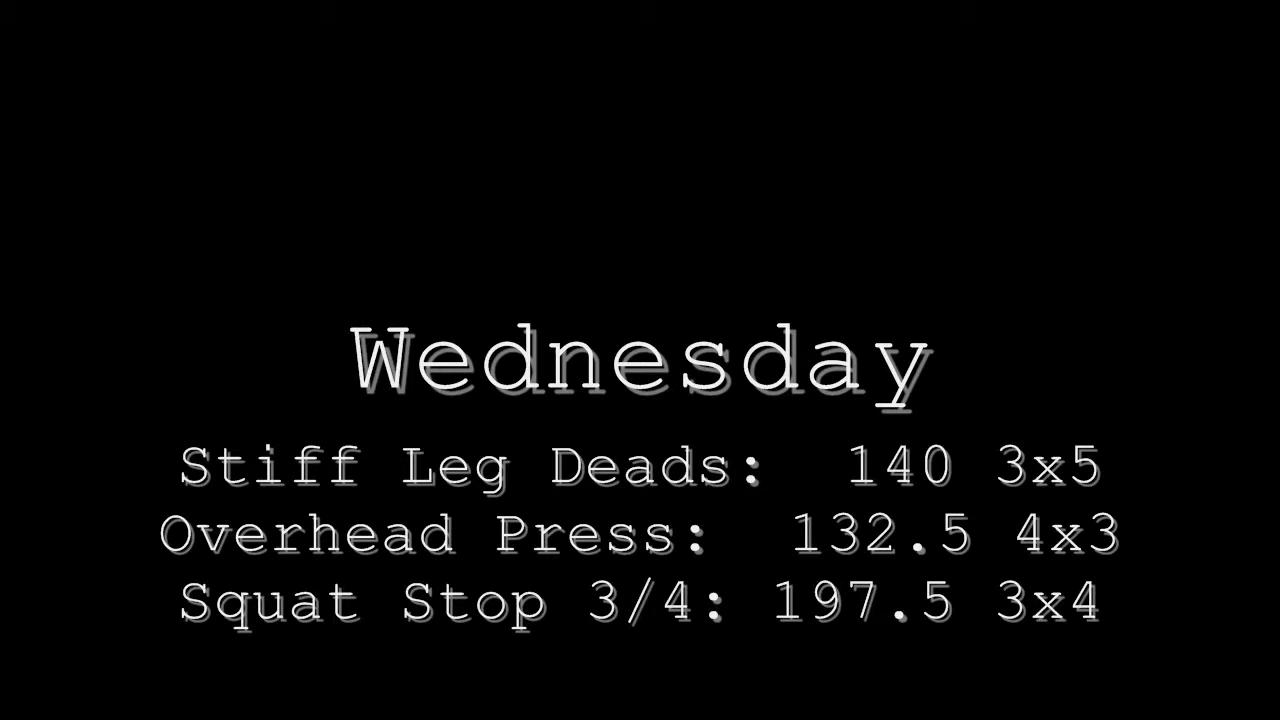 Wednesday
Stiff Leg Deads:  140 3x5
Overhead Press:  132.5 4x3
Squat Stop 3/4: 197.5 3x4